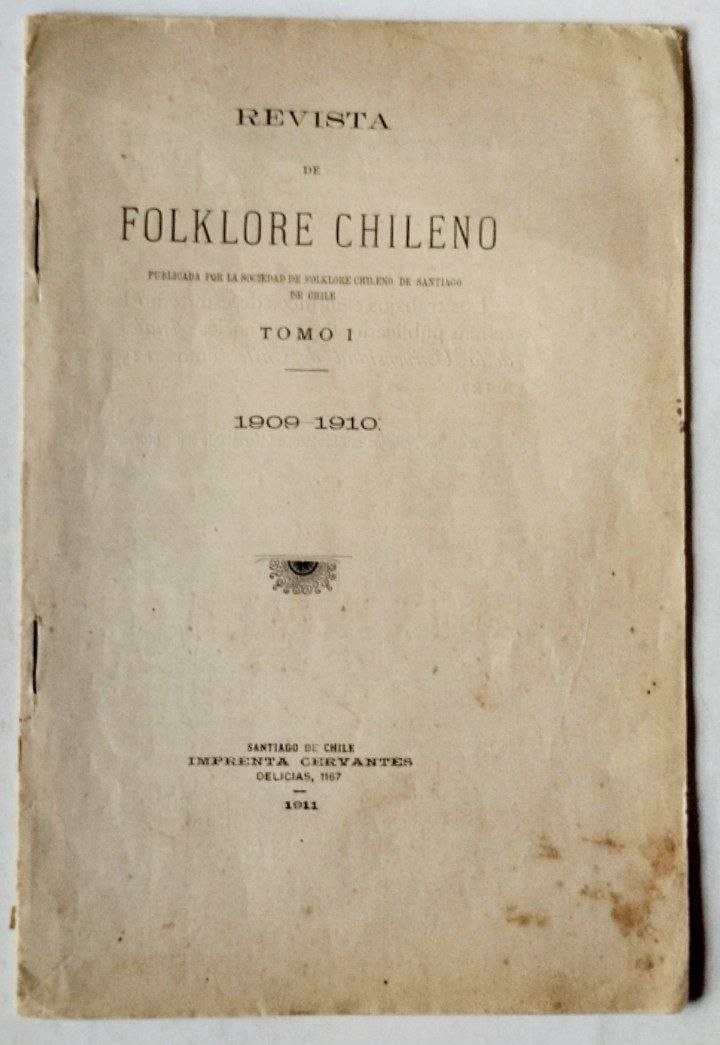 REVISTA
DE
FOLKLORE CHILENO
PUBLICADA POR LA SOCIEDAD DE FOLKLORE CHILENO DE SANTIAGO
DE CHILE
TOMO I
1909-1910.
SANTIAGO DE CHILE
IMPRENTA CERVANTES
DELICIAS, 1167
1911